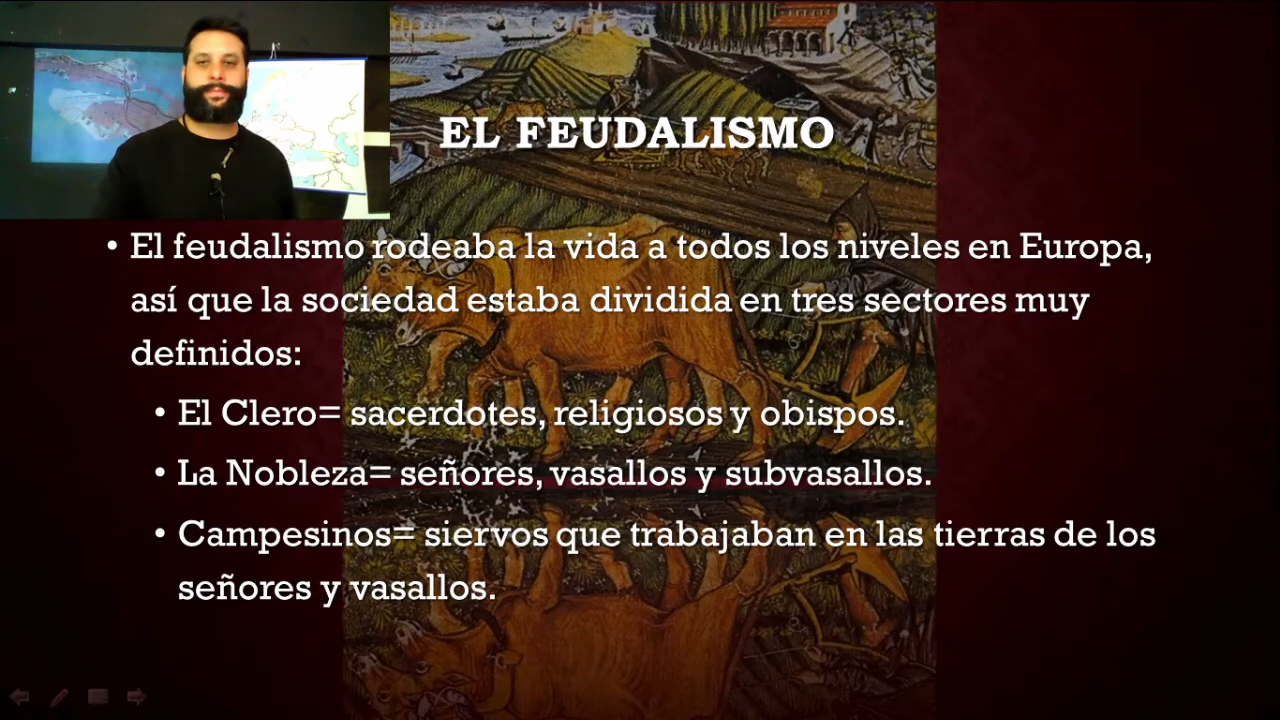 EL FEUDALISMO
• El feudalismo rodeaba la vida a todos los niveles en Europa,
así que la sociedad estaba dividida en tres sectores muy
definidos:
• El Clero= sacerdotes, religiosos y obispos.
• La Nobleza= señores, vasallos y subvasallos.
• Campesinos= siervos que trabajaban en las tierras de los
señores y vasallos.